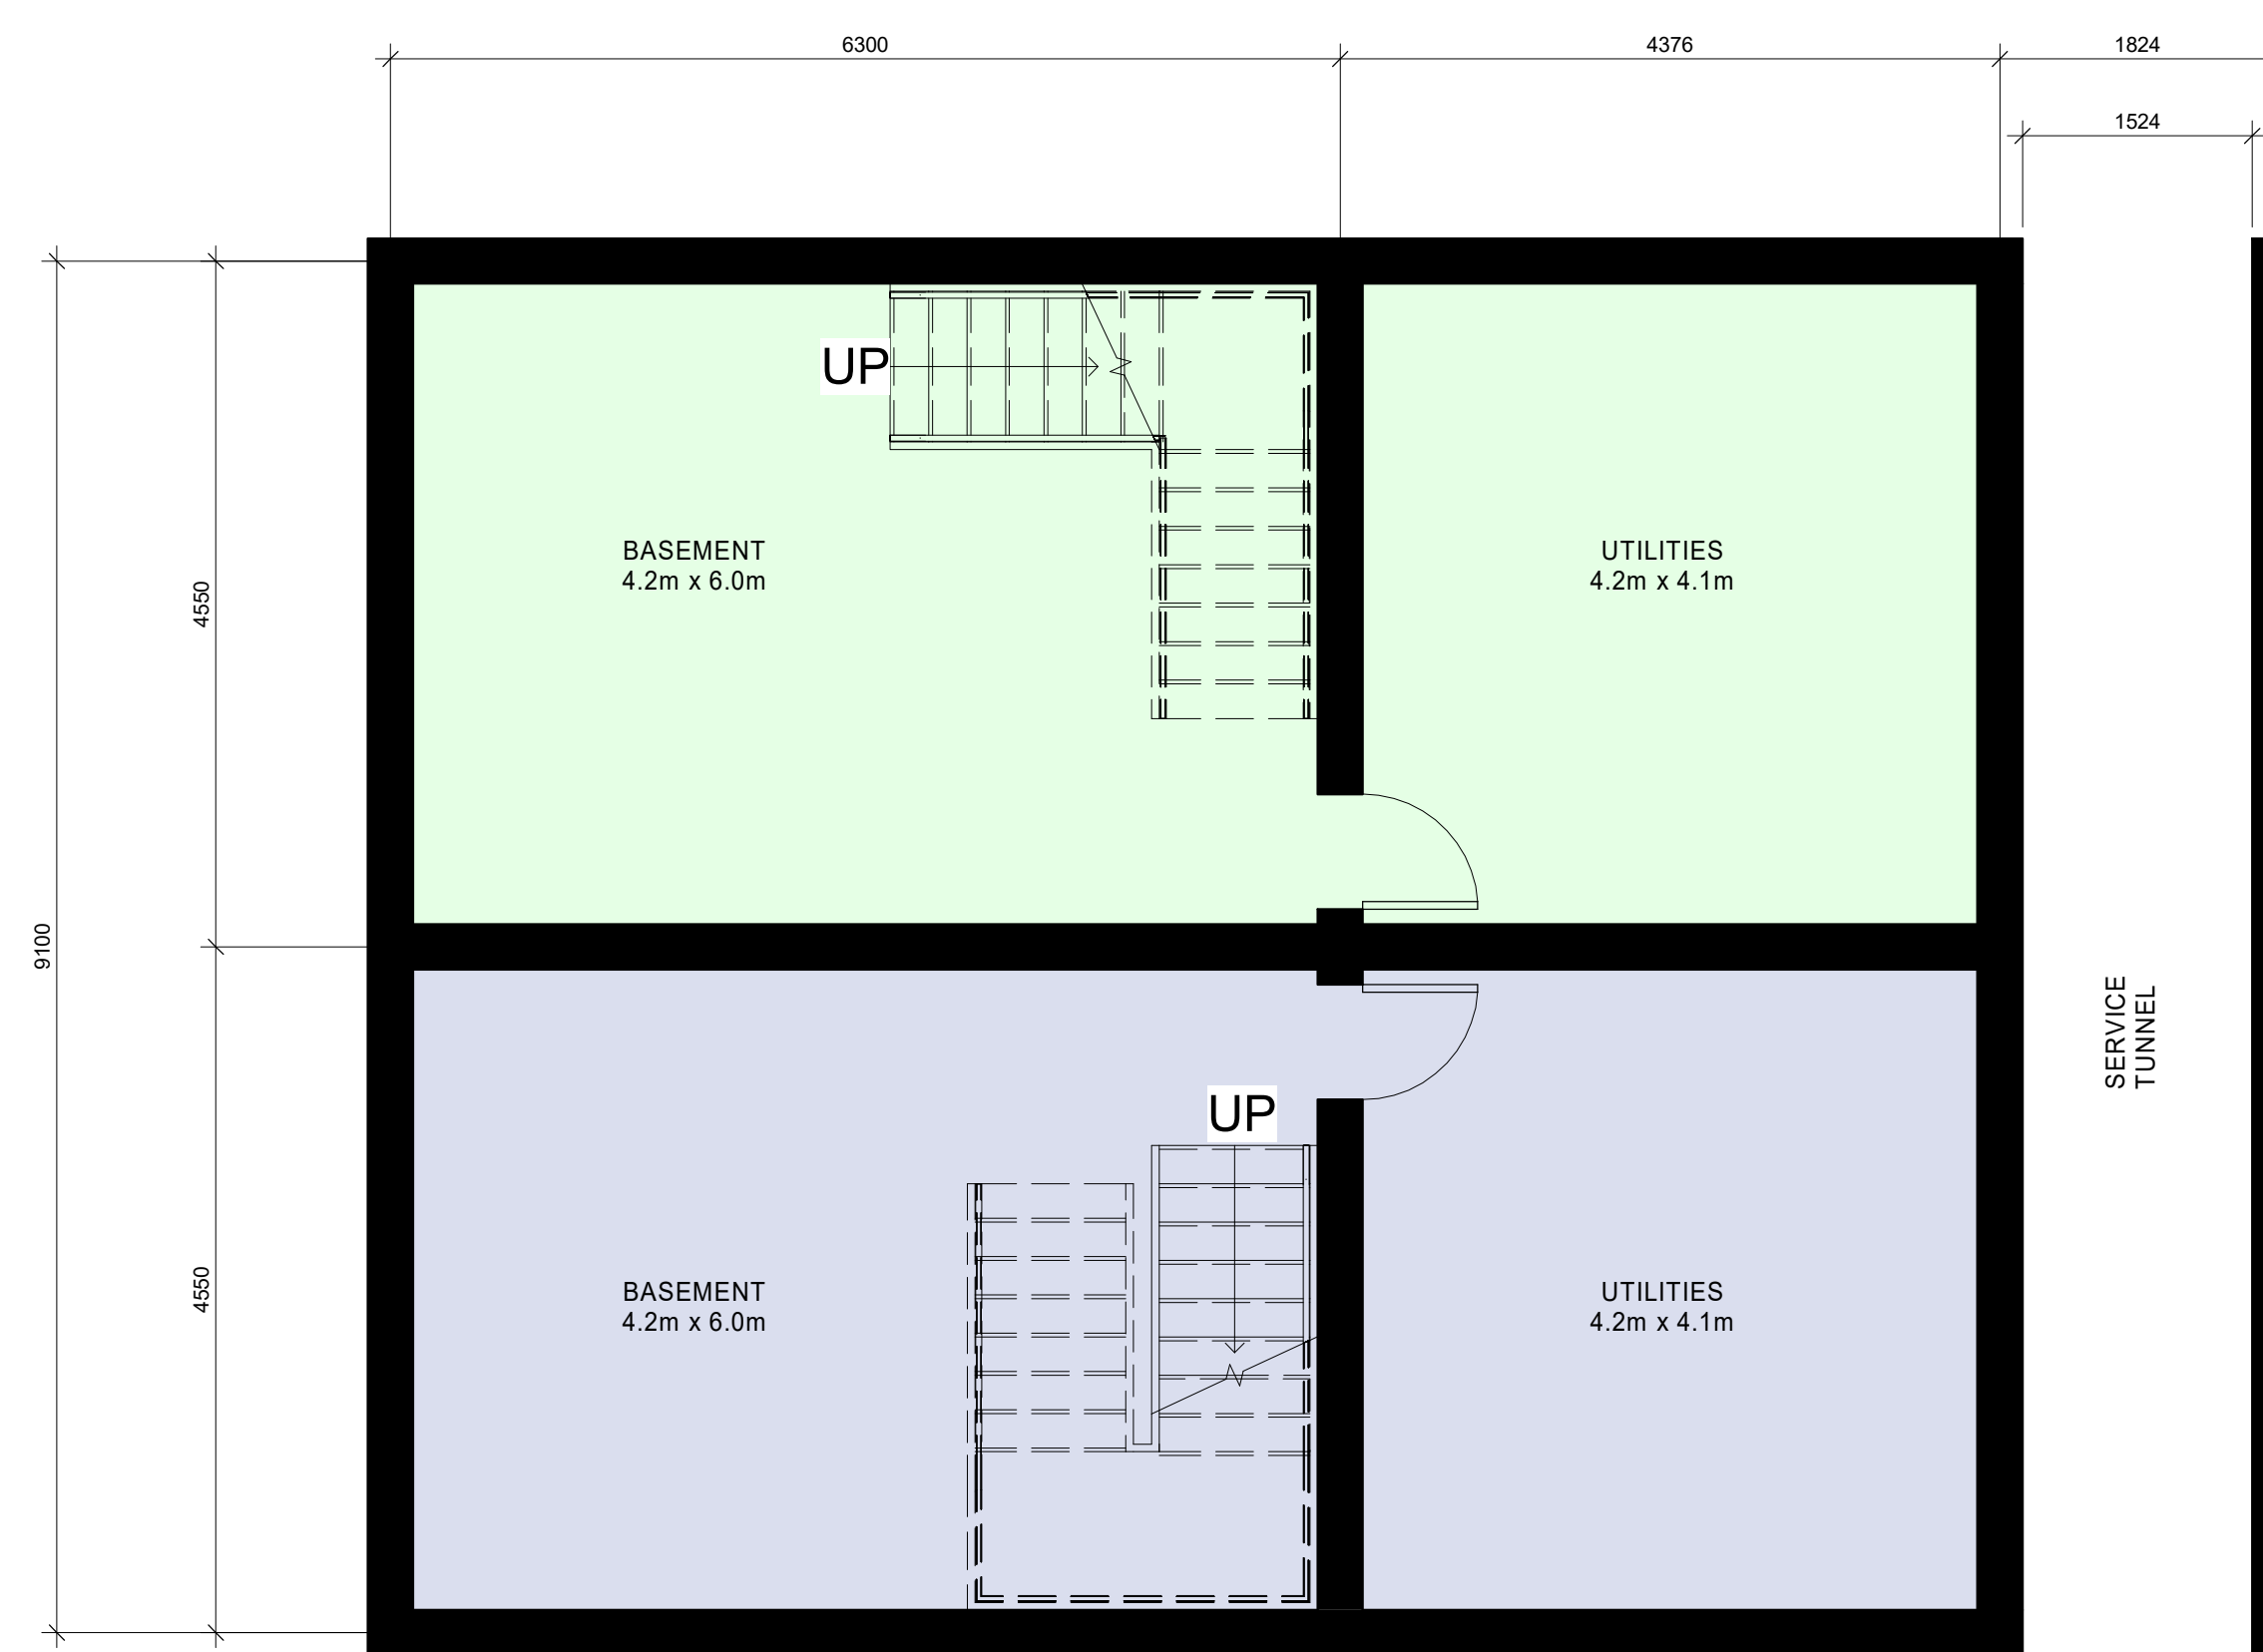 6300
4376
1824
1524
UP
BASEMENT
4.2m x 6.0m
UTILITIES
4.2m x 4.1m
4550
9100
SERVICE
TUNNEL
UP
BASEMENT
4.2m x 6.0m
UTILITIES
4.2m x 4.1m
4550